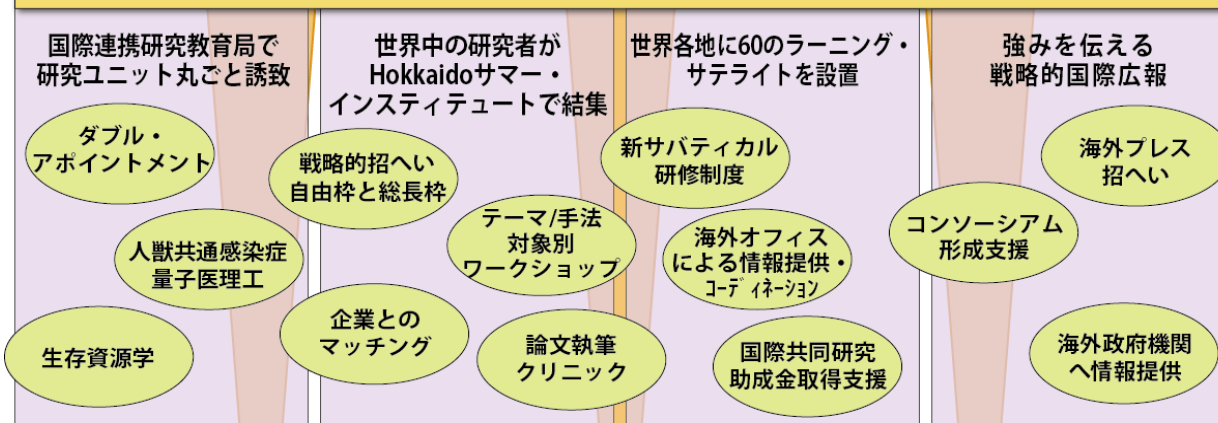 国際連携研究教育局で
研究ユニット丸ごと誘致
世界中の研究者が
Hokkaidoサマー・
インスティテュートで結集
世界各地に60のラーニング・
サテライトを設置
強みを伝える
戦略的国際広報
ダブル・
アポイントメント
人獣共通感染症
量子医理工
生存資源学
戦略的招へい
自由枠と総長枠
テーマ/手法
対象別
ワークショップ
企業との
マッチング
論文執筆
クリニック
新サバティカル
研修制度
海外オフィス
による情報提供・
ｺｰﾃﾞｨﾈｰｼｮﾝ
国際共同研究
助成金取得支援
コンソーシアム
形成支援
海外プレス
招へい
海外政府機関
へ情報提供